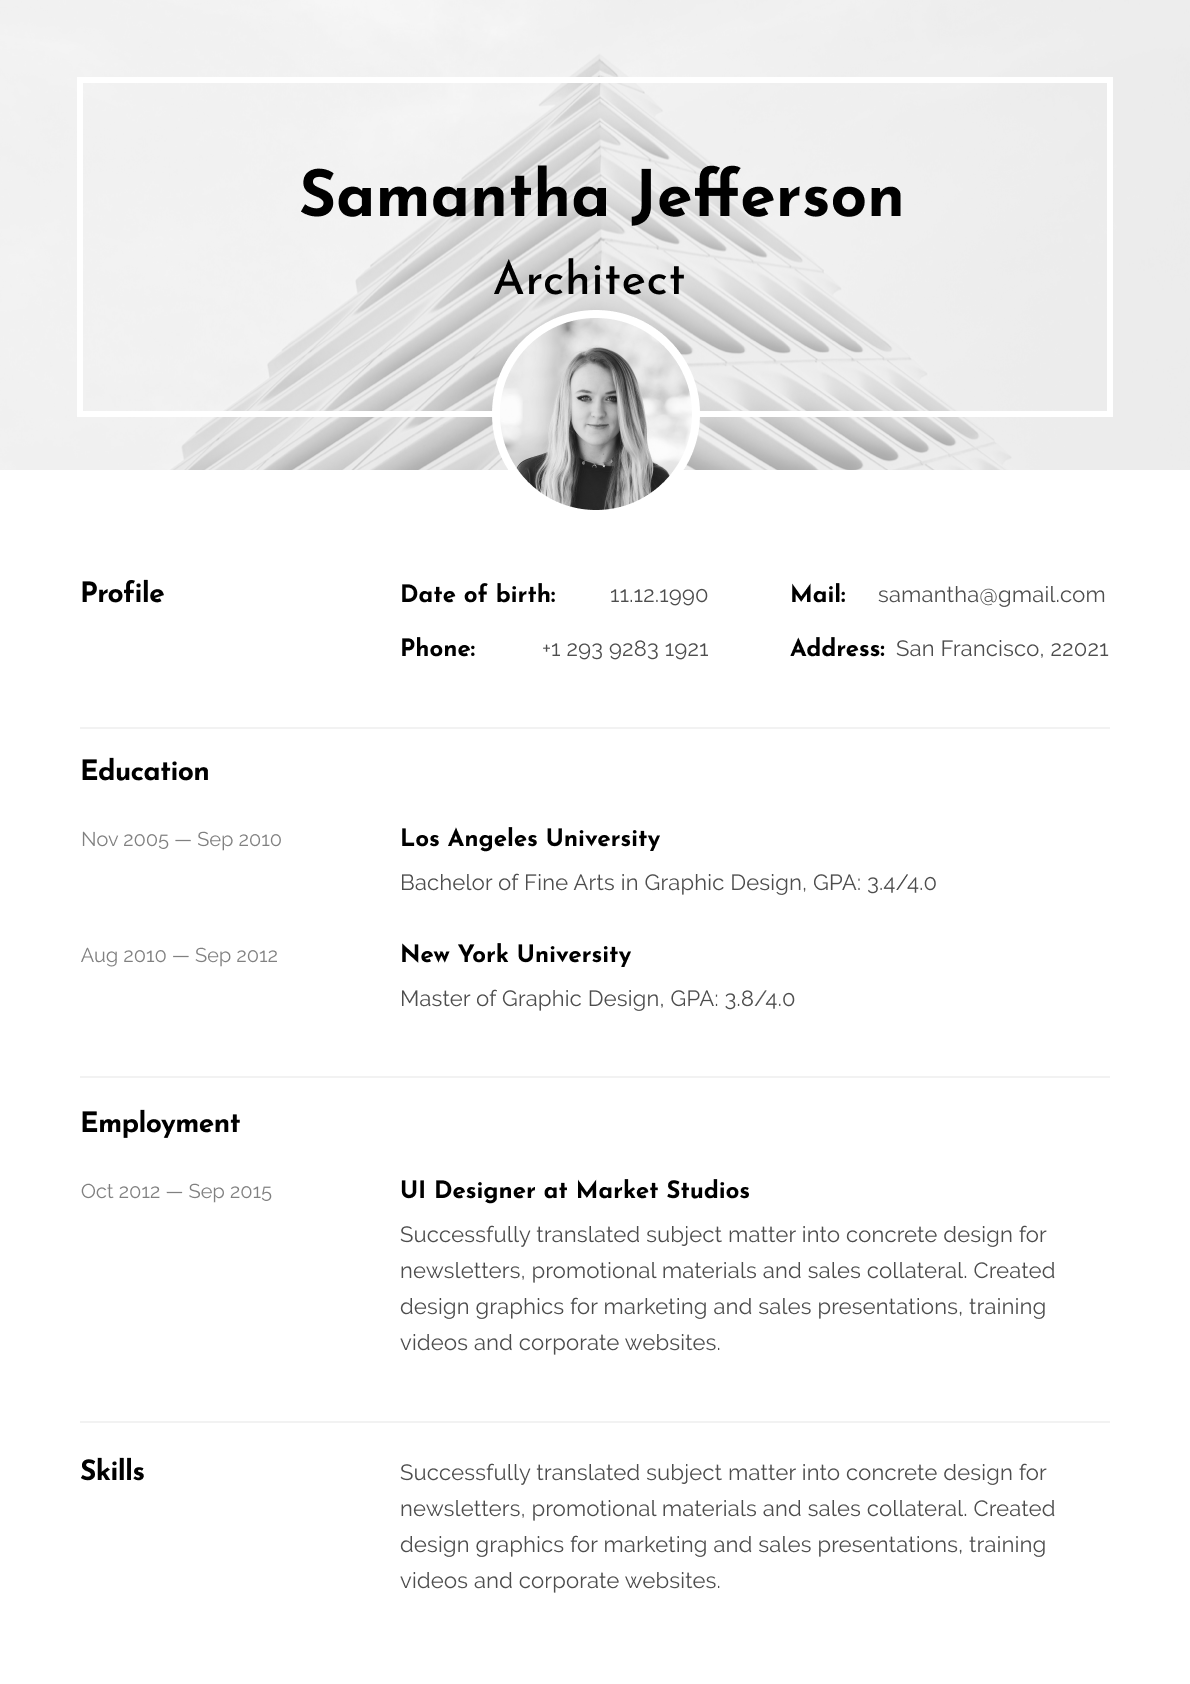 Samantha Jefferson
Architect
Profile
Date of birth: 11.12.1990
Mail: samantha@gmail.com
Phone: +1 293 9283 1921
Address: San Francisco, 22021
Education
Nov 2005 — Sep 2010
Los Angeles University
Bachelor of Fine Arts in Graphic Design, GPA: 3.4/4.0
Aug 2010 — Sep 2012
New York University
Master of Graphic Design, GPA: 3.8/4.0
Employment
Oct 2012 — Sep 2015
UI Designer at Market Studios
Successfully translated subject matter into concrete design for
newsletters, promotional materials and sales collateral. Created
design graphics for marketing and sales presentations, training
videos and corporate websites.
Skills
Successfully translated subject matter into concrete design for
newsletters, promotional materials and sales collateral. Created
design graphics for marketing and sales presentations, training
videos and corporate websites.